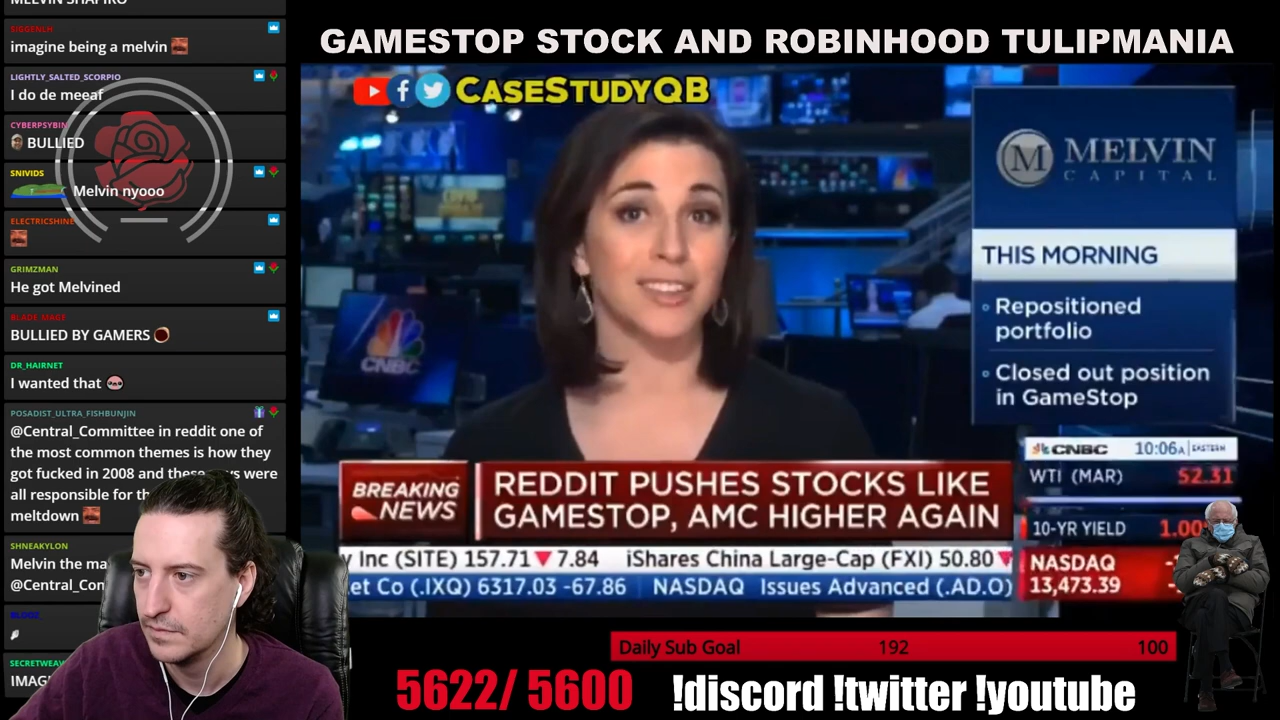 MELVIN SHAPIRO
SIGGENLH
imagine being a melvin
LIGHTLY_SALTED_SCORPIO
I do de meeaf
CYBERPSYBIN
BULLIED
SNIVIDS
Melvin nyooo
ELECTRICSHINE
GRIMZMAN
He got Melvined
BLADE_MAGE
BULLIED BY GAMERS
DR_HAIRNET
I wanted that
POSADIST_ULTRA_FISHBUNJIN
@Central_Committee in reddit one of
the most common themes is how they
got fucked in 2008 and these
were
all responsible for th
meltdown
SHNEAKYLON
Melvin the ma
@Central_Con
SECRETWEA
IMAG
GAMESTOP STOCK AND ROBINHOOD TULIPMANIA
CASESTUDYQB
CNBC
M MELVIN
CAPITAL
THIS MORNING
Repositioned
portfolio
Closed out position
in GameStop
CNBC 10:06A EASTERN
WTI (MAR) 52.31
10-YR YIELD 1.00
NASDAQ
13,473.39
BREAKING
NEWS
REDDIT PUSHES STOCKS LIKE
GAMESTOP, AMC HIGHER AGAIN
y Inc (SITE) 157.71▼7.84 iShares China Large-Cap (FXI) 50.80▼
et Co (.IXQ) 6317.03 -67.86 NASDAQ Issues Advanced (.AD.O)
Daily Sub Goal 192 100
5622/ 5600 !discord !twitter !youtube